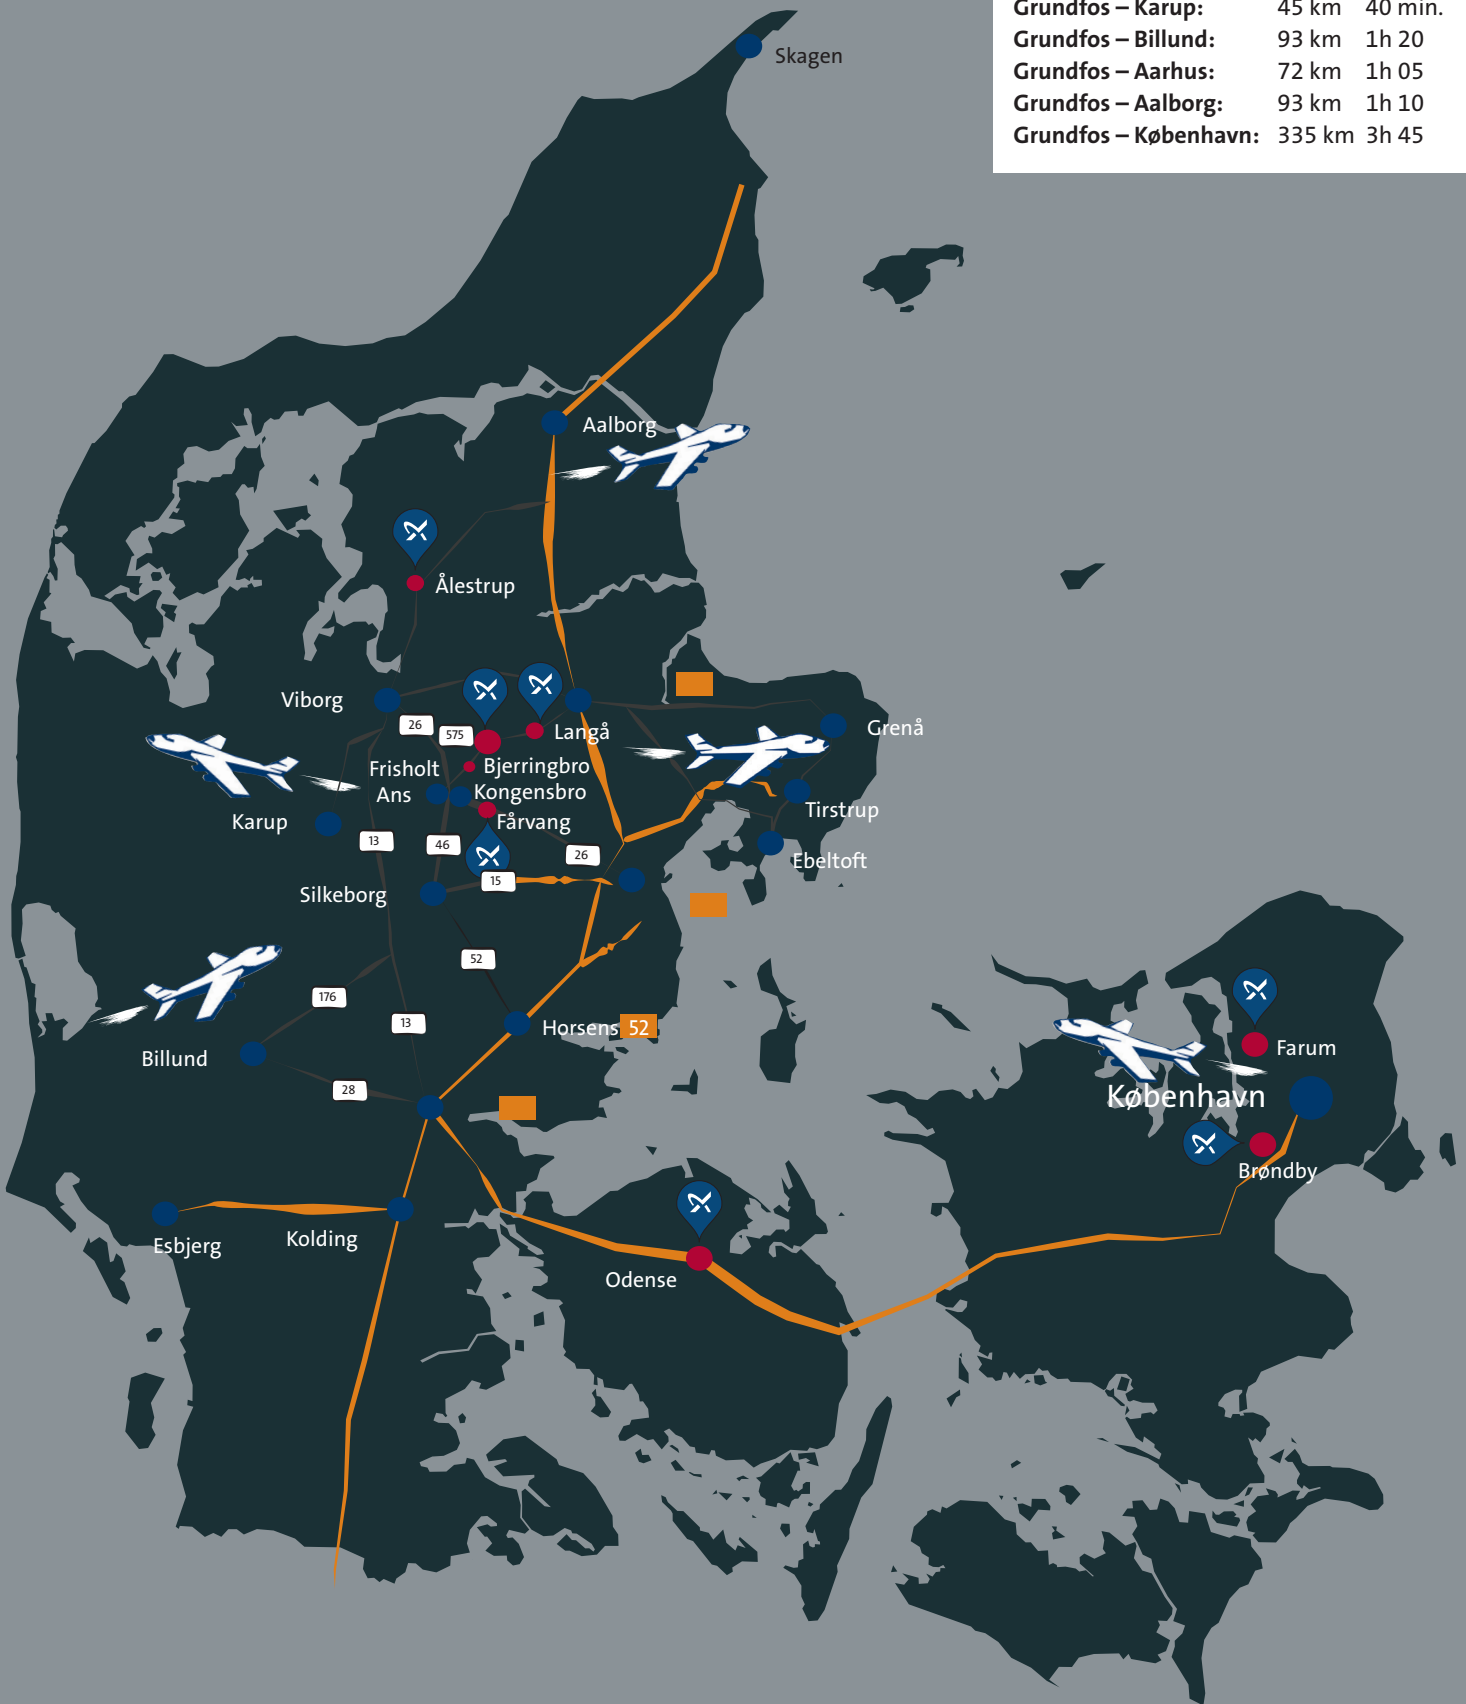 Grundfos – Karup: 45 km 40 min.
Grundfos – Billund: 93 km 1h 20
Grundfos – Aarhus: 72 km 1h 05
Grundfos – Aalborg: 93 km 1h 10
Grundfos – København: 335 km 3h 45
Skagen
Aalborg
Ålestrup
Viborg
26
575
Langå
Grenå
Frisholt
Bjerringbro
Ans
Kongensbro
Karup
Fårvang
Tirstrup
13
46
26
Ebeltoft
Silkeborg
15
52
176
13
Horsens
52
Billund
28
Farum
København
Brøndby
Esbjerg
Kolding
Odense